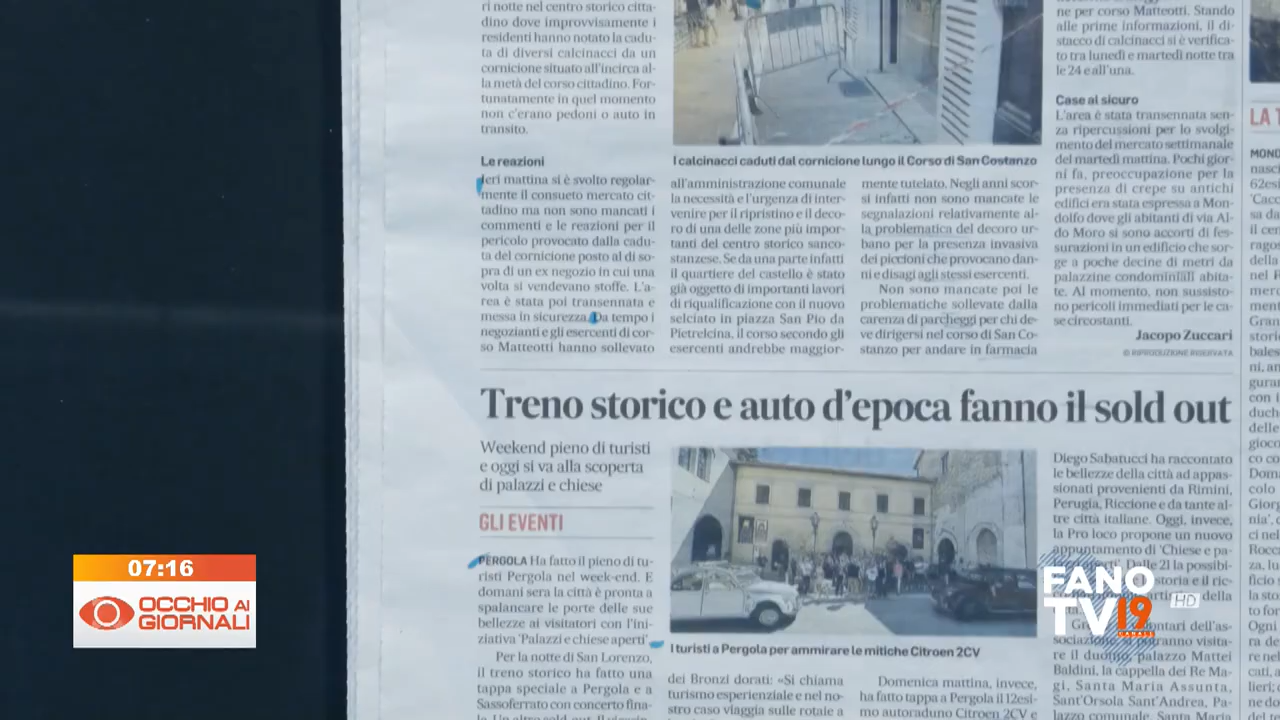 ri notte nel centro storico citta-
dino dove improvvisamente i
residenti hanno notato la cadu-
ta di diversi calcinacci da un
cornicione situato all'incirca al-
la metà del corso cittadino. For-
tunatamente in quel momento
non c'erano pedoni o auto in
transito.
Le reazioni
Ieri mattina si è svolto regolar-
mente il consueto mercato cit-
tadino ma non sono mancati i
commenti e le reazioni per il
pericolo provocato dalla cadu-
ta del cornicione posto al di so-
pra di un ex negozio in cui una
volta si vendevano stoffe. L'a-
rea è stata poi transennata e
messa in sicurezza. Da tempo i
negozianti e gli esercenti di cor-
so Matteotti hanno sollevato
I calcinacci caduti dal cornicione lungo il Corso di San Costanzo
all'amministrazione comunale
la necessità e l'urgenza di inter-
venire per il ripristino e il deco-
ro di una delle zone più impor-
tanti del centro storico sanco-
stanzese. Se da una parte infatti
il quartiere del castello è stato
già oggetto di importanti lavori
di riqualificazione con il nuovo
selciato in piazza San Pio da
Pietrelcina, il corso secondo gli
esercenti andrebbe maggior-
mente tutelato. Negli anni scor-
si infatti non sono mancate le
segnalazioni relativamente al-
la problematica del decoro ur-
bano per la presenza invasiva
dei piccioni che provocano dan-
ni e disagi agli stessi esercenti.
Non sono mancate poi le
problematiche sollevate dalla
carenza di parcheggi per chi de-
ve dirigersi nel corso di San Co-
stanzo per andare in farmacia
ne per corso Matteotti. Stando
alle prime informazioni, il di-
stacco di calcinacci si è verifica-
to tra lunedì e martedì notte tra
le 24 e all'una.
Case al sicuro
L'area è stata transennata sen-
za ripercussioni per lo svolgi-
mento del mercato settimanale
del martedì mattina. Pochi gior-
ni fa, preoccupazione per la
presenza di crepe su antichi
edifici era stata espressa a Mon-
dolfo dove gli abitanti di via Al-
do Moro si sono accorti di fes-
surazioni in un edificio che sor-
ge a poche decine di metri da
palazzine condominiali abita-
te. Al momento, non sussisto-
no pericoli immediati per le ca-
se circostanti.
Jacopo Zuccari
© RIPRODUZIONE RISERVATA
Treno storico e auto d'epoca fanno il sold out
Weekend pieno di turisti
e oggi si va alla scoperta
di palazzi e chiese
GLI EVENTI
PERGOLA Ha fatto il pieno di tu-
risti Pergola nel week-end. E
domani sera la città è pronta a
spalancare le porte delle sue
bellezze ai visitatori con l'ini-
ziativa 'Palazzi e chiese aperti'.
Per la notte di San Lorenzo,
il treno storico ha fatto una
tappa speciale a Pergola e a
Sassoferrato con concerto fina-
I turisti a Pergola per ammirare le mitiche Citroen 2CV
dei Bronzi dorati: «Si chiama
turismo esperienziale e nel no-
stro caso viaggia sulle rotaie a
Domenica mattina, invece,
ha fatto tappa a Pergola il 12esi-
mo autoraduno Citroen 2CV e
Diego Sabatucci ha raccontato
le bellezze della città ad appas-
sionati provenienti da Rimini,
Perugia, Riccione e da tante al-
tre città italiane. Oggi, invece,
la Pro loco propone un nuovo
appuntamento di 'Chiese e pa-
Dalle 21 la possibi-
storia e il ric-
della
re il duomo, palazzo Mattei
Baldini, la cappella dei Re Ma-
gi, Santa Maria Assunta,
Sant'Orsola Sant'Andrea, Pa-
lazzo comunale, Santa Maria
LA T
07:16
OCCHIO AI
GIORNALI
FANO
TV19 HD
CANALE